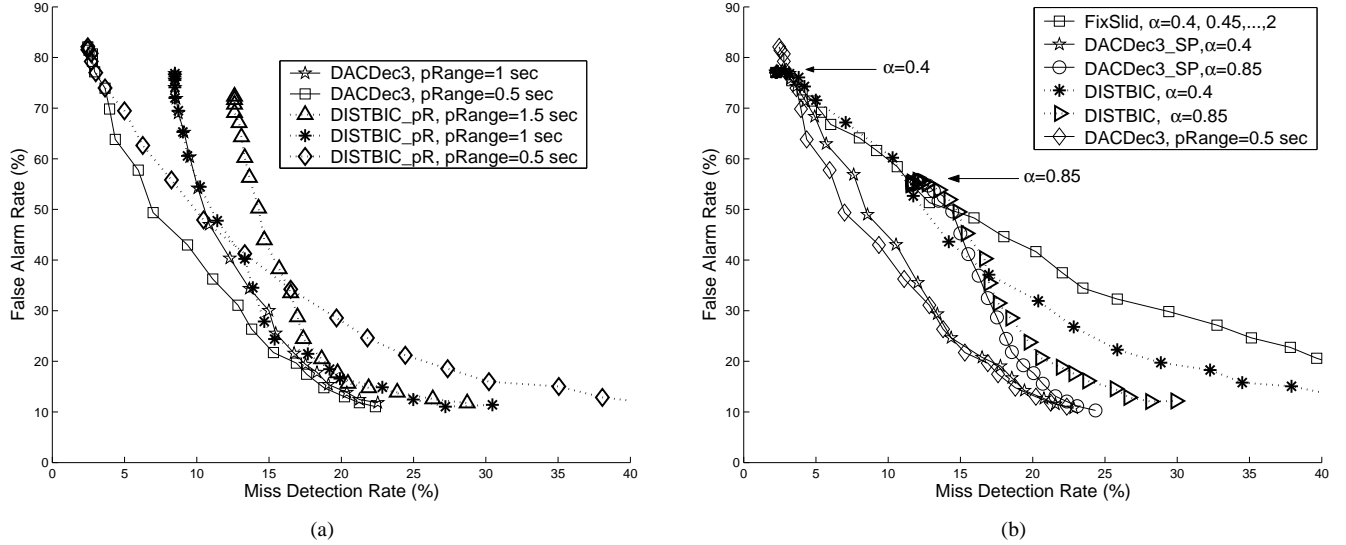 90
80
70
60
50
40
30
20
10
0
0 5 10 15 20 25 30 35 40
False Alarm Rate (%)
Miss Detection Rate (%)
DACDec3, pRange=1 sec
DACDec3, pRange=0.5 sec
DISTBIC_pR, pRange=1.5 sec
DISTBIC_pR, pRange=1 sec
DISTBIC_pR, pRange=0.5 sec
(a)
90
80
70
60
50
40
30
20
10
0
0 5 10 15 20 25 30 35 40
False Alarm Rate (%)
Miss Detection Rate (%)
FixSlid, α=0.4, 0.45,...,2
DACDec3_SP,α=0.4
DACDec3_SP,α=0.85
DISTBIC, α=0.4
DISTBIC, α=0.85
DACDec3, pRange=0.5 sec
α=0.4
α=0.85
(b)